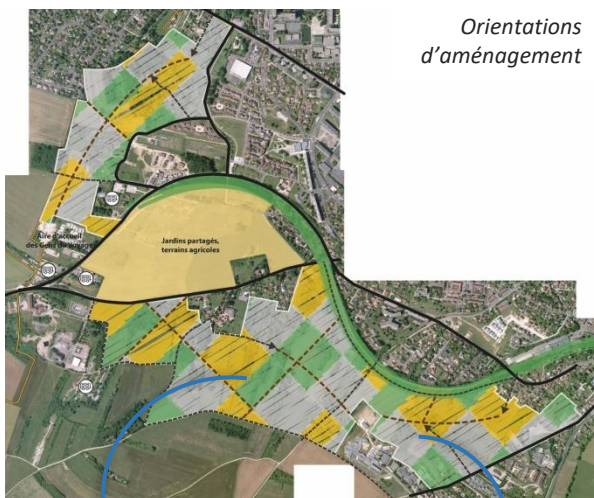 Orientations
d'aménagement
Aire d'accueil
des Gens du Voyage
Jardins partagés,
terrains agricoles